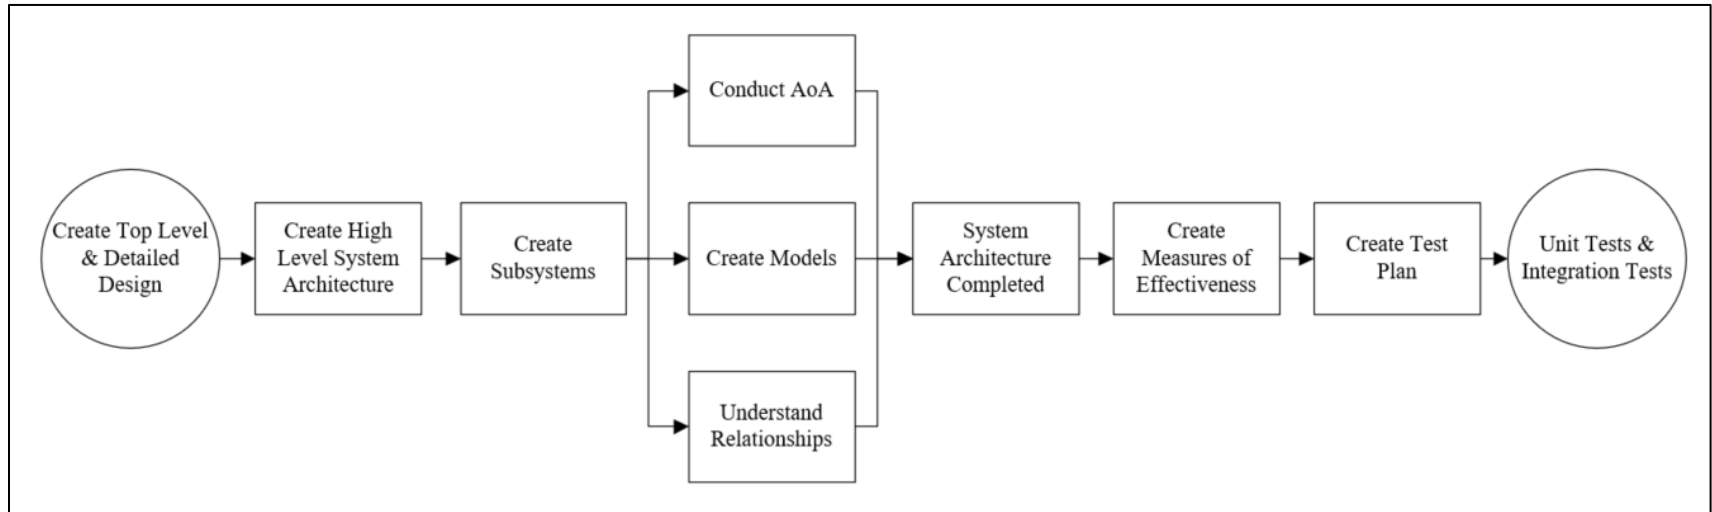 Create Top Level
& Detailed
Design
Create High
Level System
Architecture
Create
Subsystems
Conduct AoA
Create Models
Understand
Relationships
System
Architecture
Completed
Create
Measures of
Effectiveness
Create Test
Plan
Unit Tests &
Integration Tests